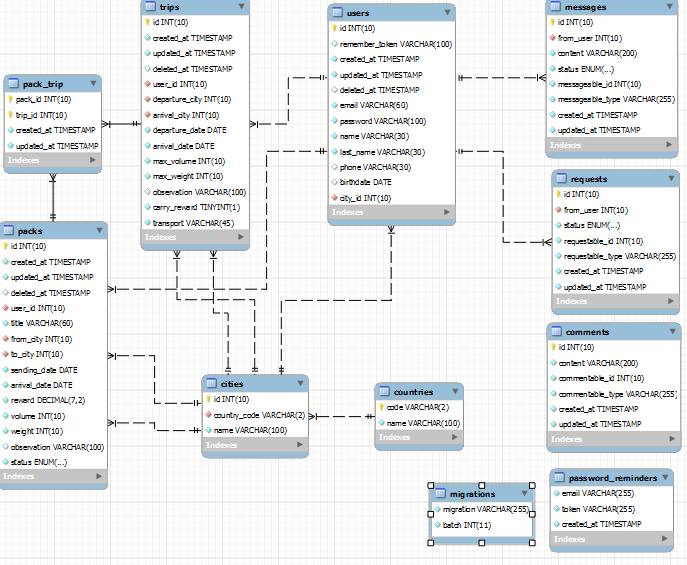 trips
id INT(10)
created_at TIMESTAMP
updated_at TIMESTAMP
deleted_at TIMESTAMP
user_id INT(10)
departure_city INT(10)
arrival_city INT(10)
departure_date DATE
arrival_date DATE
max_volume INT(10)
max_weight INT(10)
observation VARCHAR(100)
carry_reward TINYINT(1)
transport VARCHAR(45)
Indexes
users
id INT(10)
remember_token VARCHAR(100)
created_at TIMESTAMP
updated_at TIMESTAMP
deleted_at TIMESTAMP
email VARCHAR(60)
password VARCHAR(100)
name VARCHAR(30)
last_name VARCHAR(30)
phone VARCHAR(30)
birthdate DATE
city_id INT(10)
Indexes
messages
id INT(10)
from_user INT(10)
content VARCHAR(200)
status ENUM(...)
messageable_id INT(10)
messageable_type VARCHAR(255)
created_at TIMESTAMP
updated_at TIMESTAMP
Indexes
pack_trip
pack_id INT(10)
trip_id INT(10)
created_at TIMESTAMP
updated_at TIMESTAMP
Indexes
requests
id INT(10)
from_user INT(10)
status ENUM(...)
requestable_id INT(10)
requestable_type VARCHAR(255)
created_at TIMESTAMP
updated_at TIMESTAMP
Indexes
packs
id INT(10)
created_at TIMESTAMP
updated_at TIMESTAMP
deleted_at TIMESTAMP
user_id INT(10)
title VARCHAR(60)
from_city INT(10)
to_city INT(10)
sending_date DATE
arrival_date DATE
reward DECIMAL(7,2)
volume INT(10)
weight INT(10)
observation VARCHAR(100)
status ENUM(...)
Indexes
cities
id INT(10)
country_code VARCHAR(2)
name VARCHAR(100)
Indexes
countries
code VARCHAR(2)
name VARCHAR(100)
Indexes
comments
id INT(10)
content VARCHAR(200)
commentable_id INT(10)
commentable_type VARCHAR(255)
created_at TIMESTAMP
updated_at TIMESTAMP
Indexes
migrations
migration VARCHAR(255)
batch INT(11)
password_reminders
email VARCHAR(255)
token VARCHAR(255)
created_at TIMESTAMP
Indexes